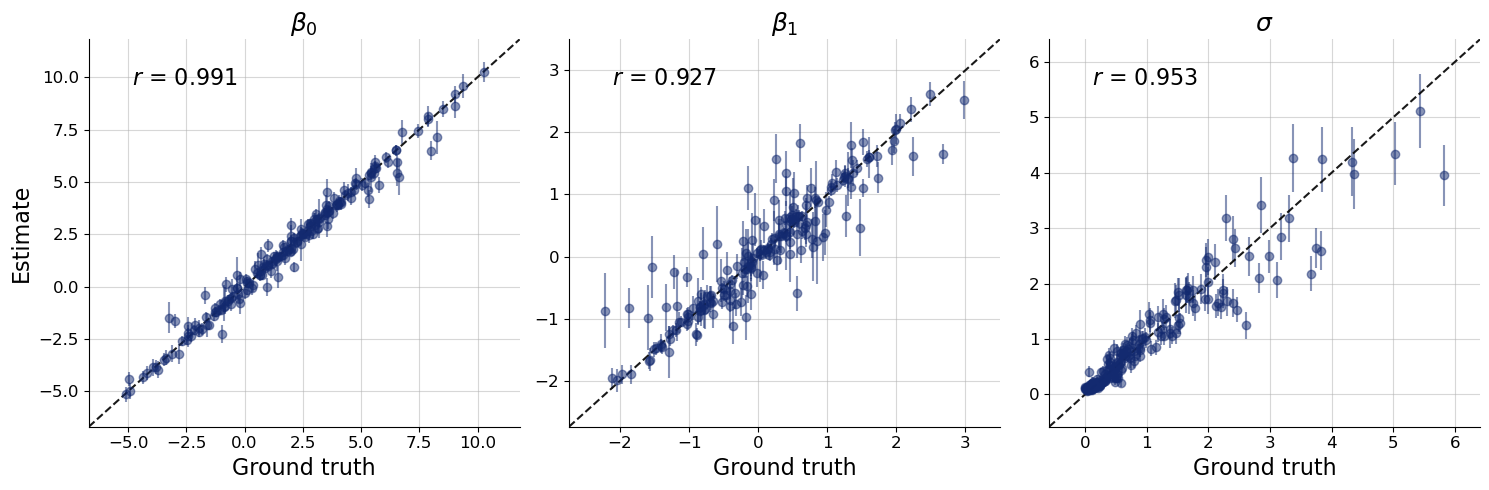 β₀
r = 0.991
Estimate
10.0
7.5
5.0
2.5
0.0
−2.5
−5.0
−5.0 −2.5 0.0 2.5 5.0 7.5 10.0
Ground truth
β₁
r = 0.927
3
2
1
0
−1
−2
−2 −1 0 1 2 3
Ground truth
σ
r = 0.953
6
5
4
3
2
1
0
0 1 2 3 4 5 6
Ground truth